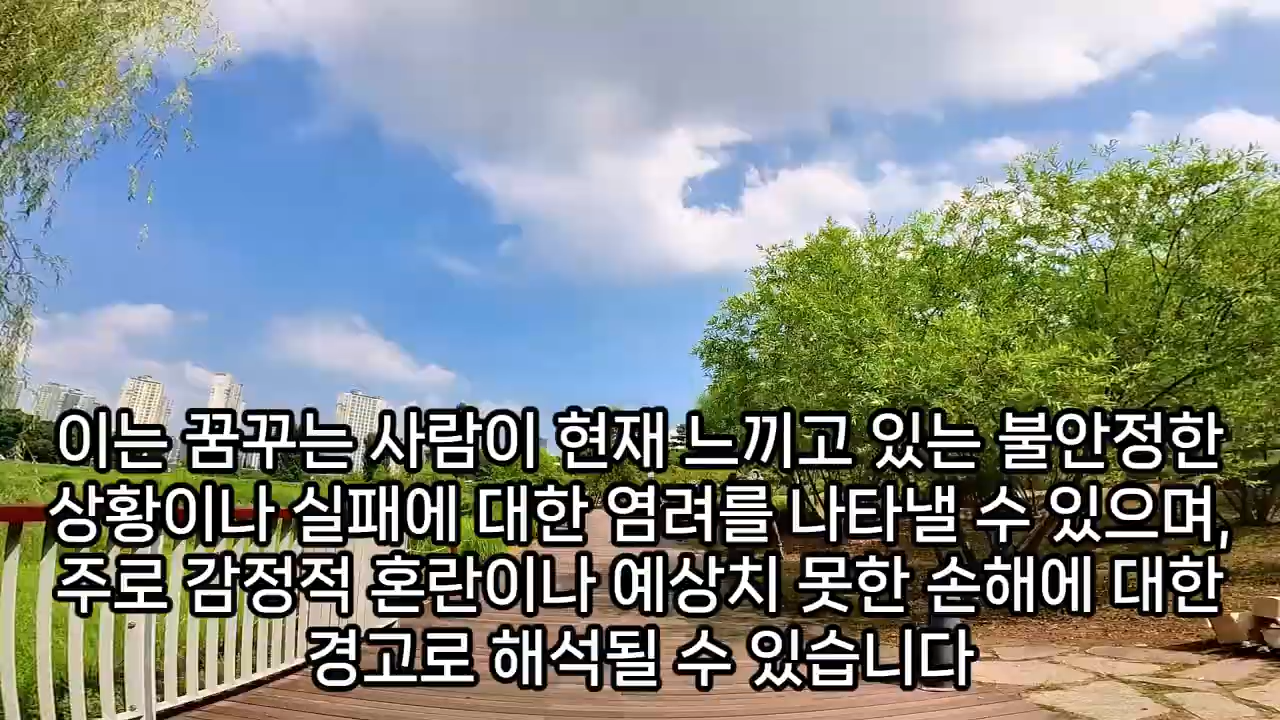 이는 꿈꾸는 사람이 현재 느끼고 있는 불안정한
상황이나 실패에 대한 염려를 나타낼 수 있으며,
주로 감정적 혼란이나 예상치 못한 손해에 대한
경고로 해석될 수 있습니다